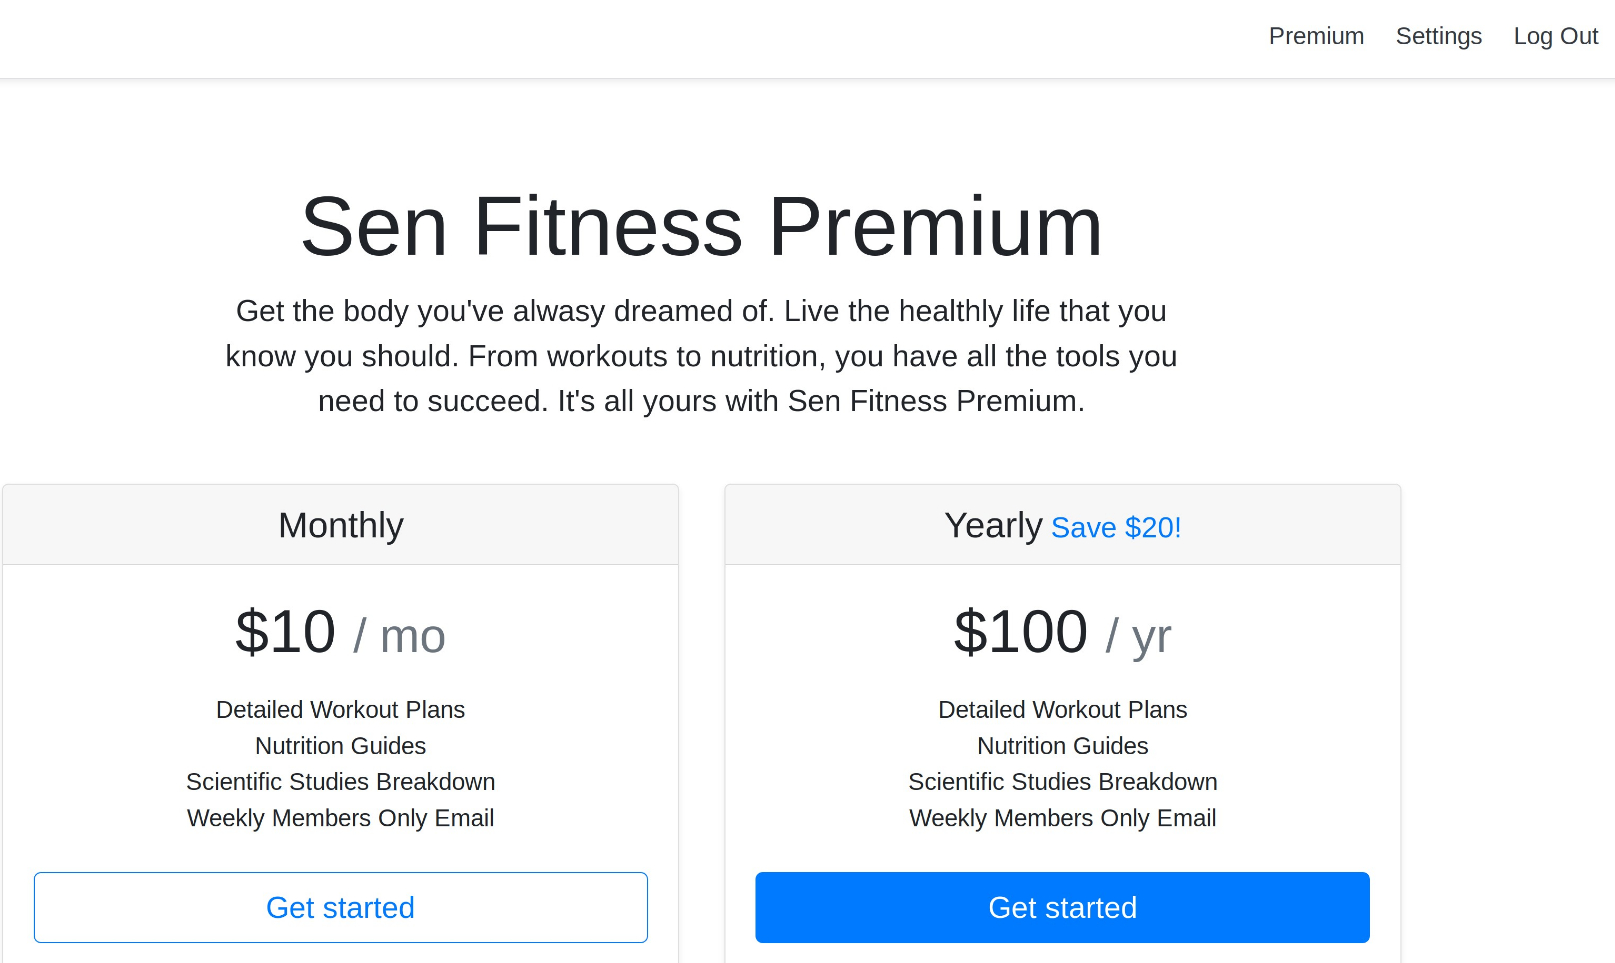 Premium Settings Log Out
Sen Fitness Premium
Get the body you've alwasy dreamed of. Live the healthly life that you
know you should. From workouts to nutrition, you have all the tools you
need to succeed. It's all yours with Sen Fitness Premium.
Monthly
$10 / mo
Detailed Workout Plans
Nutrition Guides
Scientific Studies Breakdown
Weekly Members Only Email
Get started
Yearly Save $20!
$100 / yr
Detailed Workout Plans
Nutrition Guides
Scientific Studies Breakdown
Weekly Members Only Email
Get started